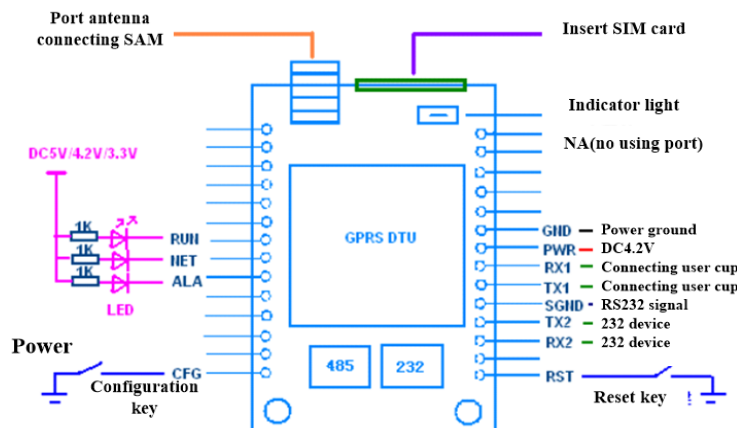 Port antenna
connecting SAM
Insert SIM card
Indicator light
NA(no using port)
DC5V/4.2V/3.3V
1K
RUN
1K
NET
1K
ALA
LED
GPRS DTU
GND Power ground
PWR DC4.2V
RX1 Connecting user cup
TX1 Connecting user cup
SGND RS232 signal
TX2 232 device
RX2 232 device
Power
CFG
Configuration
key
485
232
RST
Reset key